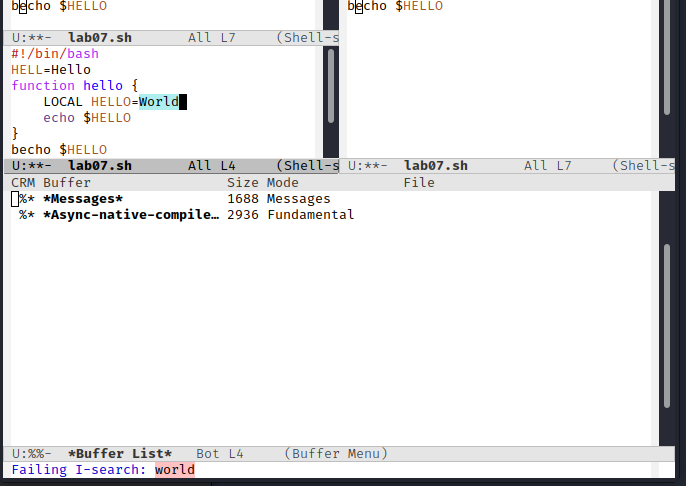 becho $HELLO
U:**-  lab07.sh       All L7     (Shell-s
#!/bin/bash
HELL=Hello
function hello {
    LOCAL HELLO=World
    echo $HELLO
}
becho $HELLO
U:**-  lab07.sh       All L4     (Shell-s
becho $HELLO
U:**-  lab07.sh       All L7     (Shell-s
CRM Buffer                Size Mode             File
 %* *Messages*            1688 Messages
 %* *Async-native-compile… 2936 Fundamental
U:%%-  *Buffer List*   Bot L4     (Buffer Menu)
Failing I-search: world